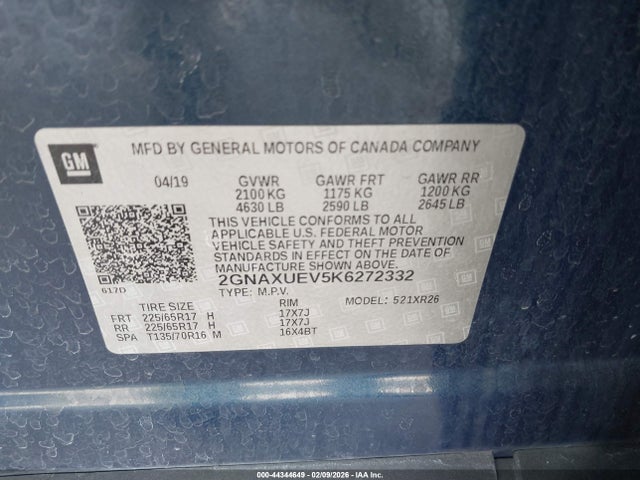 GM
MFD BY GENERAL MOTORS OF CANADA COMPANY
04/19 GVWR GAWR FRT GAWR RR
2100 KG 1175 KG 1200 KG
4630 LB 2590 LB 2645 LB
THIS VEHICLE CONFORMS TO ALL
APPLICABLE U.S. FEDERAL MOTOR
VEHICLE SAFETY AND THEFT PREVENTION
STANDARDS IN EFFECT ON THE DATE OF
MANUFACTURE SHOWN ABOVE.
2GNAXUEV5K6272332
617D TYPE: M.P.V. MODEL: 521XR26
TIRE SIZE RIM
FRT 225/65R17 H 17X7J
RR 225/65R17 H 17X7J
SPA T135/70R16 M 16X4BT
000-44344649 - 02/09/2026 - IAA Inc.